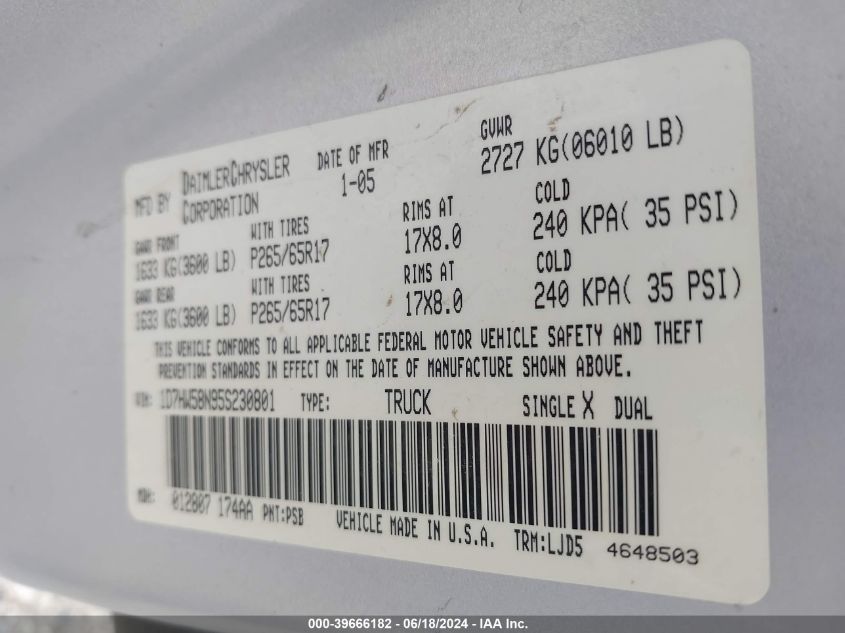 MFD BY DAIMLERCHRYSLER CORPORATION
DATE OF MFR 1-05
GVWR 2727 KG(06010 LB)
GAWR FRONT WITH TIRES RIMS AT COLD
1633 KG(3600 LB) P265/65R17 17X8.0 240 KPA( 35 PSI)
GAWR REAR WITH TIRES RIMS AT COLD
1633 KG(3600 LB) P265/65R17 17X8.0 240 KPA( 35 PSI)
THIS VEHICLE CONFORMS TO ALL APPLICABLE FEDERAL MOTOR VEHICLE SAFETY AND THEFT
PREVENTION STANDARDS IN EFFECT ON THE DATE OF MANUFACTURE SHOWN ABOVE.
VIN: 1D7HW58N95S230801 TYPE: TRUCK SINGLE X DUAL
MDH: 012807 174AA PNT:PSB VEHICLE MADE IN U.S.A. TRM:LJD5 4648503
000-39666182 - 06/18/2024 - IAA Inc.